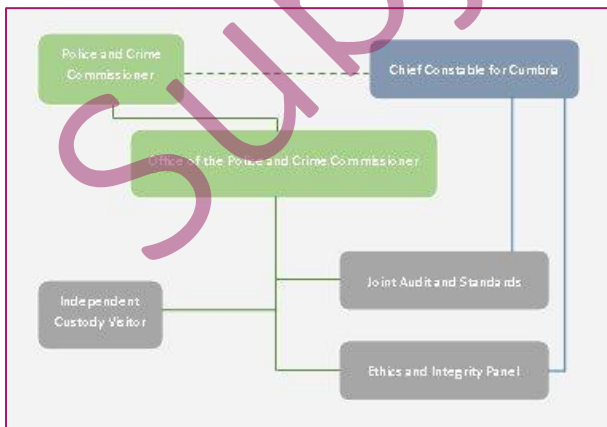 Police and Crime
Commissioner
Chief Constable for Cumbria
Office of the Police and Crime Commissioner
Joint Audit and Standards
Independent
Custody Visitor
Ethics and Integrity Panel